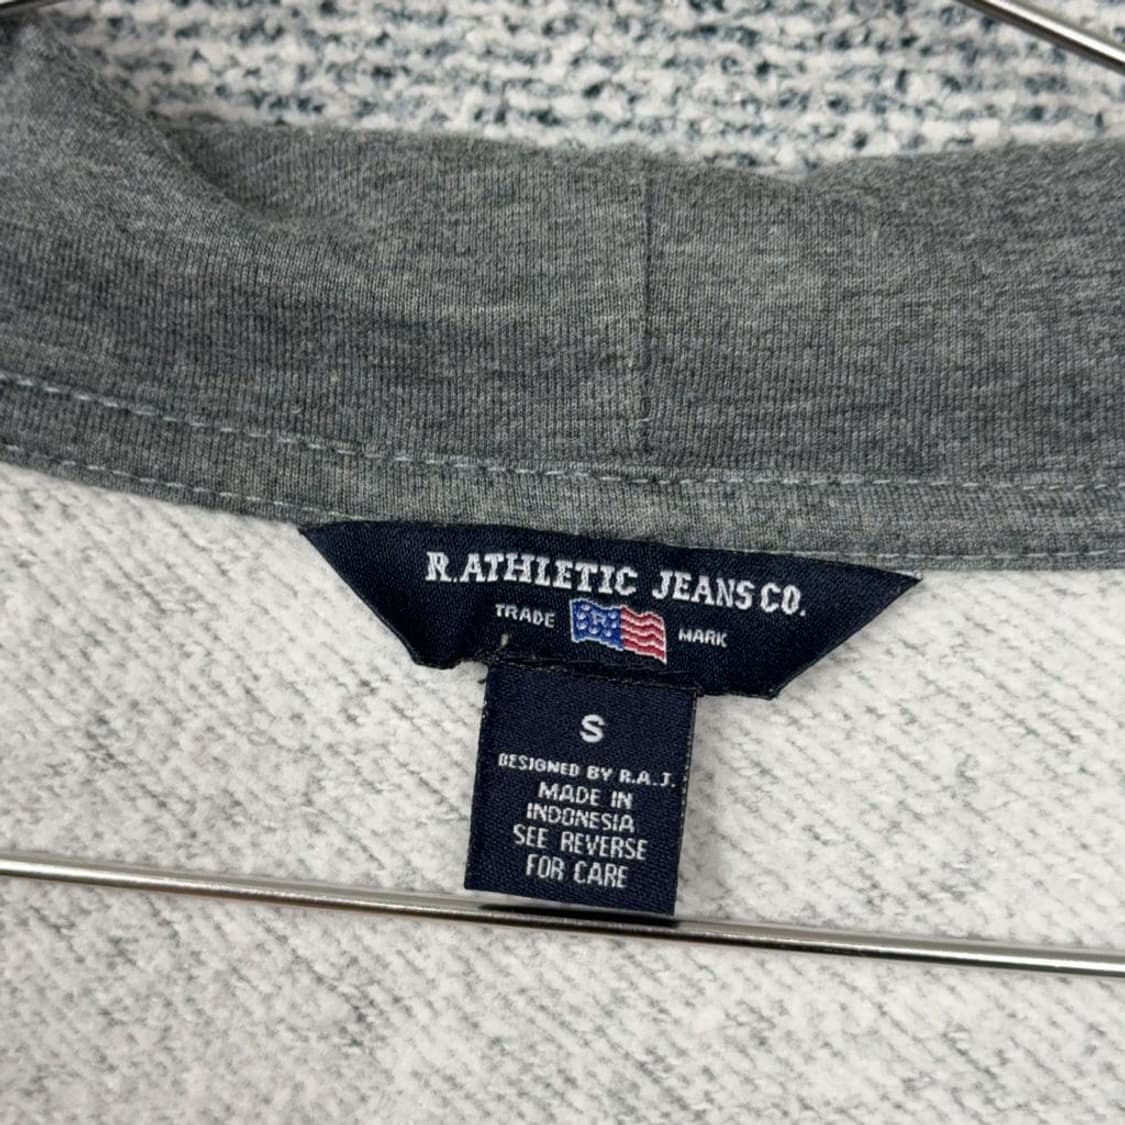 R.ATHLETIC JEANS CO.
TRADE R MARK
S
DESIGNED BY R.A.J.
MADE IN
INDONESIA
SEE REVERSE
FOR CARE